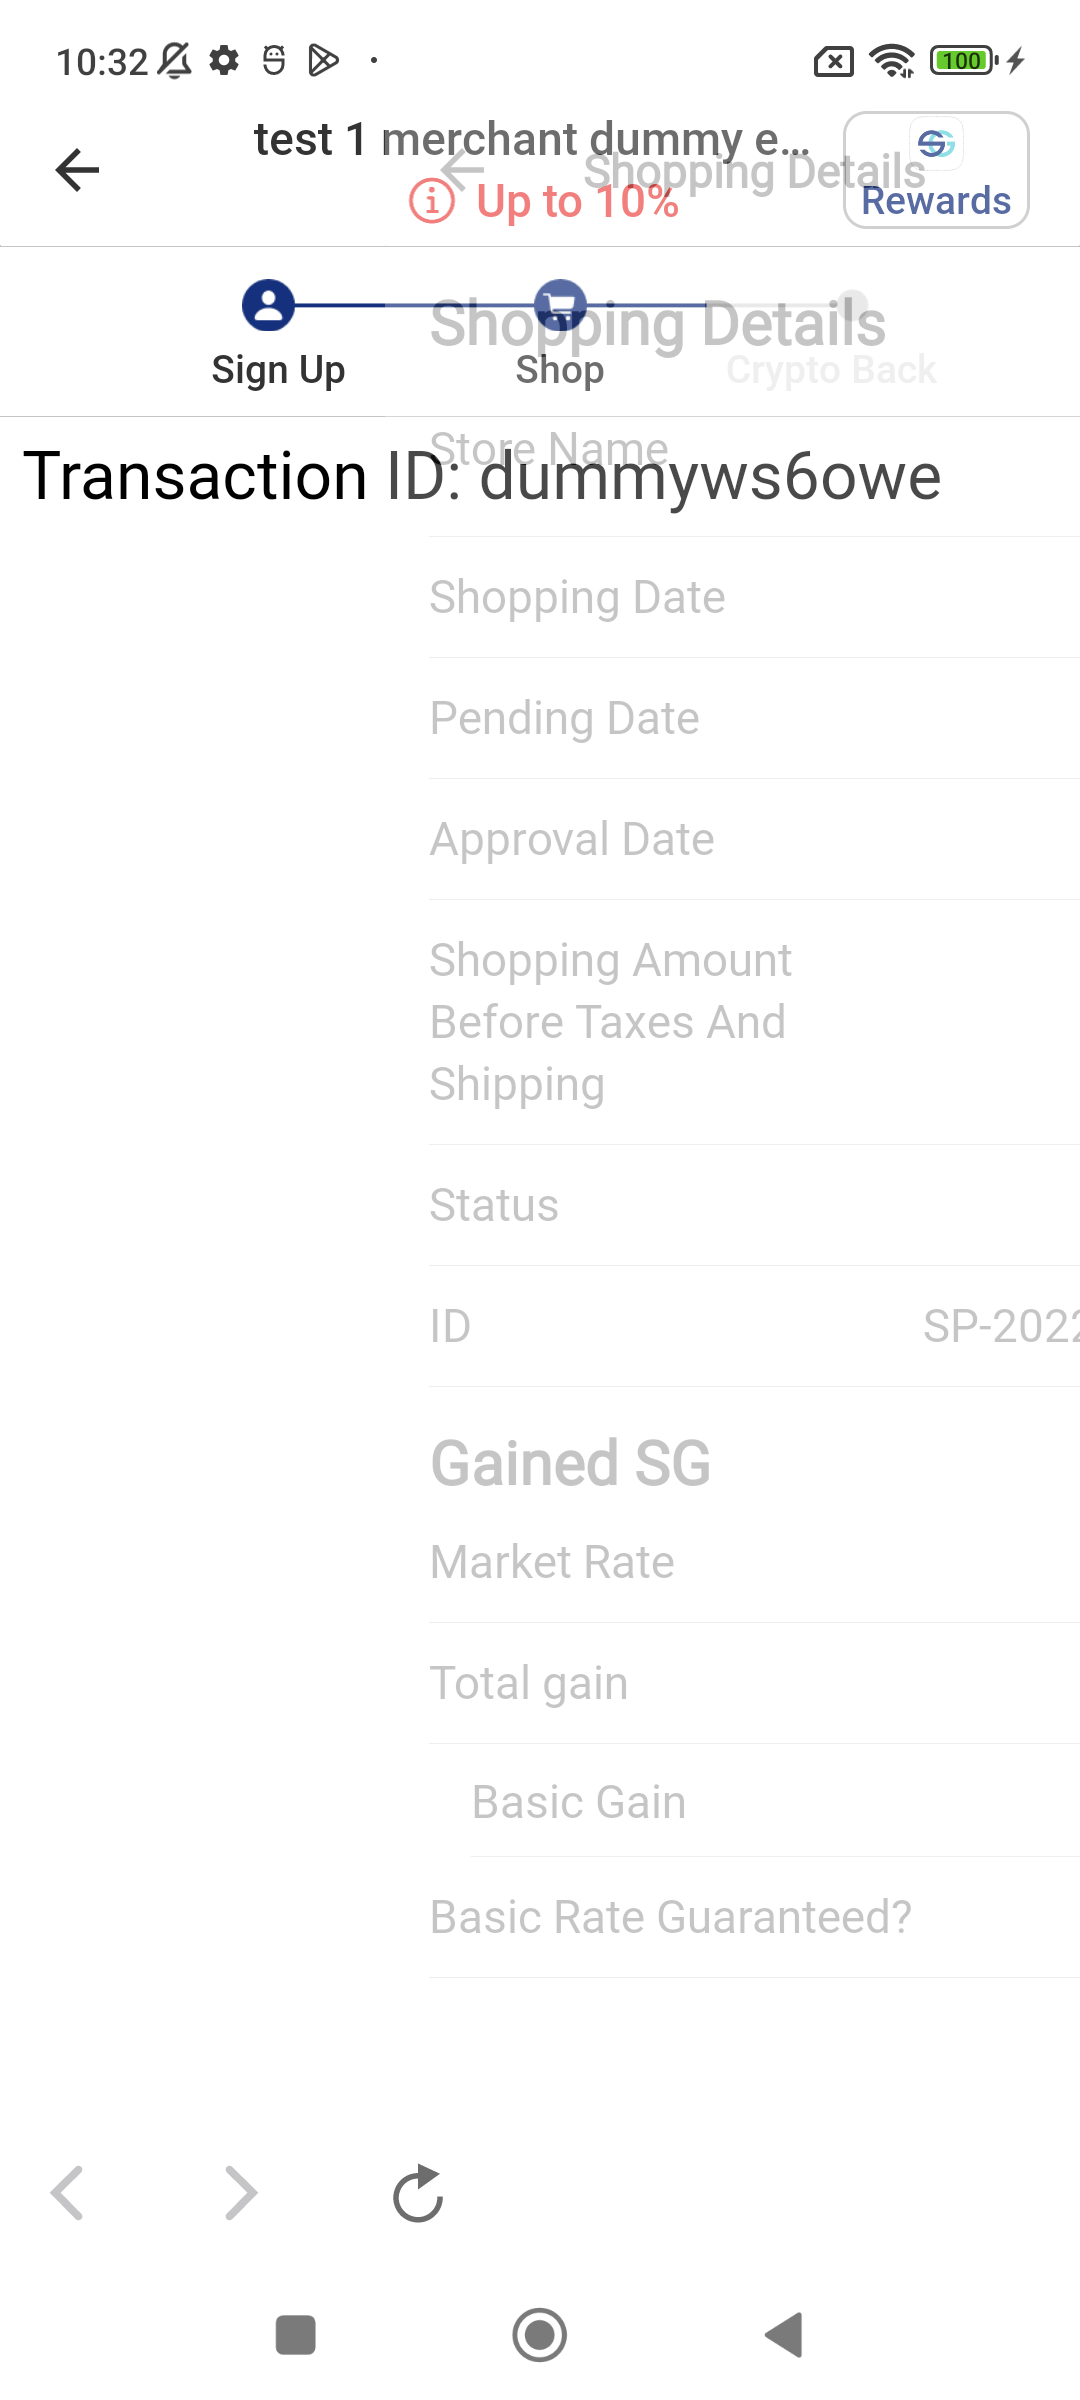 10:32
100
test 1 merchant dummy e...
Shopping Details
Up to 10%
Rewards
Shopping Details
Sign Up
Shop
Crypto Back
Store Name
Transaction ID: dummyws6owe
Shopping Date
Pending Date
Approval Date
Shopping Amount
Before Taxes And
Shipping
Status
ID
SP-2022
Gained SG
Market Rate
Total gain
Basic Gain
Basic Rate Guaranteed?